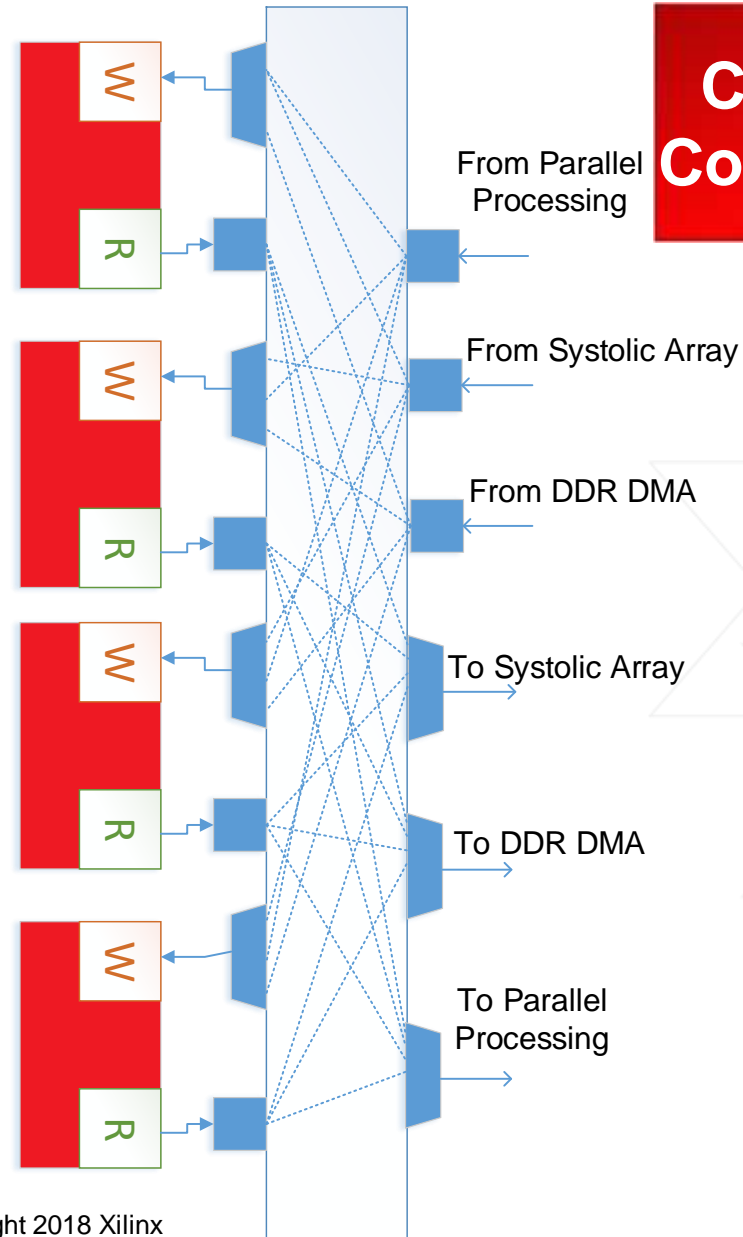 W
R
W
R
W
R
W
R
From Parallel
Processing
From Systolic Array
From DDR DMA
To Systolic Array
To DDR DMA
To Parallel
Processing
2018 Xilinx